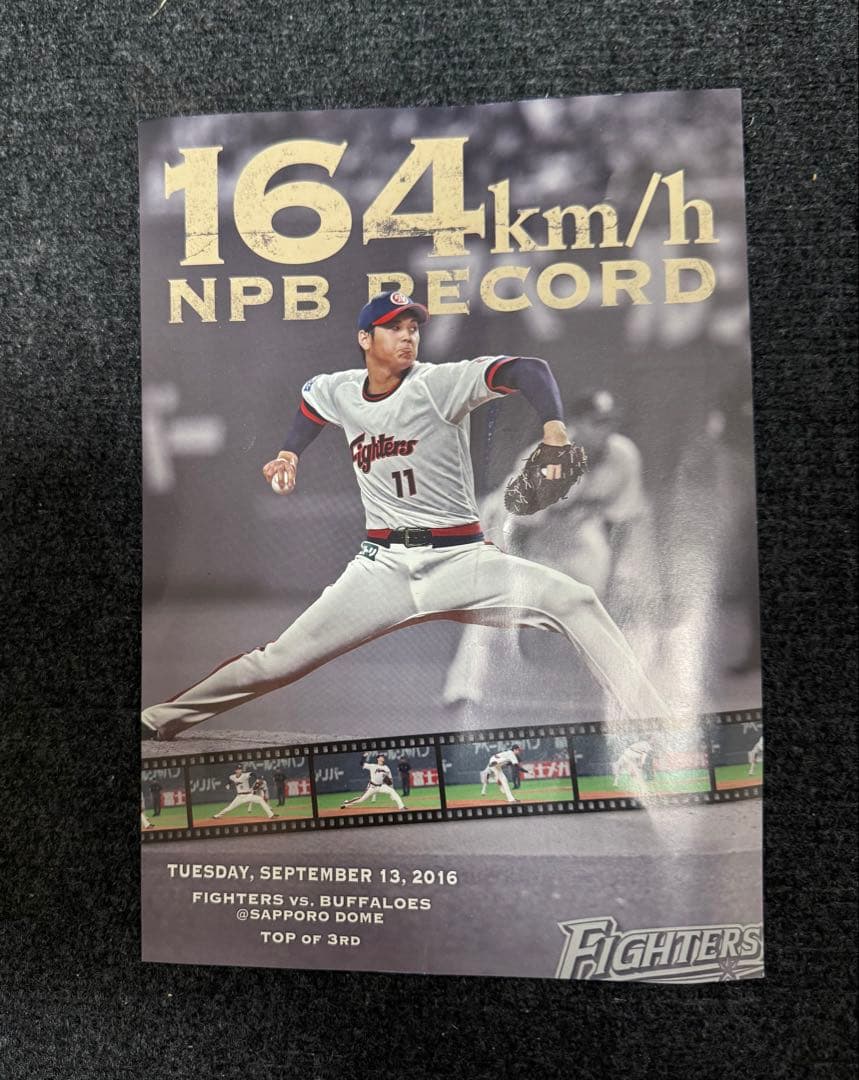 164km/h
NPB RECORD
Fighters
11
TUESDAY, SEPTEMBER 13, 2016
FIGHTERS VS. BUFFALOES
@SAPPORO DOME
TOP OF 3RD
FIGHTERS